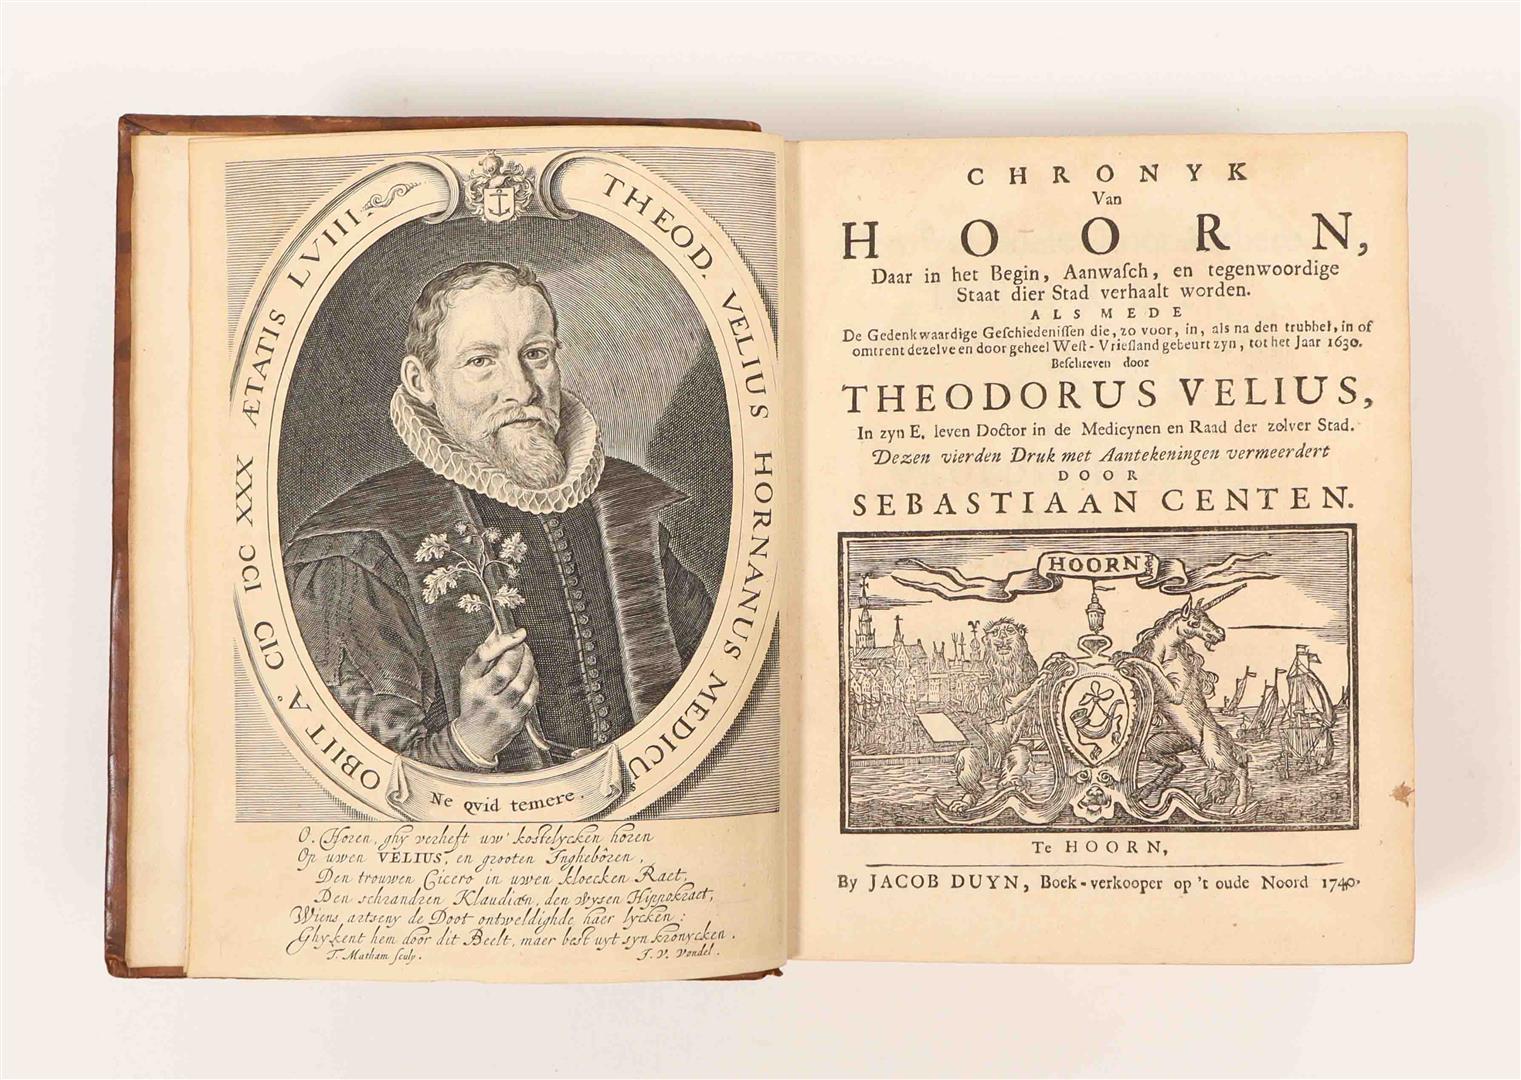 THEOD. VELIUS HORNANUS MEDICUS
OBIIT Aº. CIↃ IↃC XXX ÆTATIS LVIII.
Ne Qvid temere.
O. Horen, ghy verheft uw' kostelycken horen
Op uwen VELIUS, en grooten Ingheboren,
Den trouwen Cicero in uwen kloecken Raet,
Den schrandren Klaudiaen, den wysen Hippokraet,
Wiens artseny de Doot ontweldighde haer lycken:
Ghy kent hem door dit Beelt, maer best uyt syn kronycken.
T. Matham sculp. J. V. Vondel.
CHRONYK
Van
HOORN,
Daar in het Begin, Aanwaſch, en tegenwoordige
Staat dier Stad verhaalt worden.
ALS MEDE
De Gedenkwaardige Geſchiedeniſſen die, zo voor, in, als na den trubbel, in of
omtrent dezelve en door geheel Weſt-Vrieſland gebeurt zyn, tot het Jaar 1630.
Beſchreven door
THEODORUS VELIUS,
In zyn E. leven Doctor in de Medicynen en Raad der zelver Stad.
Dezen vierden Druk met Aantekeningen vermeerdert
DOOR
SEBASTIAAN CENTEN.
HOORN
Te HOORN,
By JACOB DUYN, Boek-verkooper op 't oude Noord 1740.